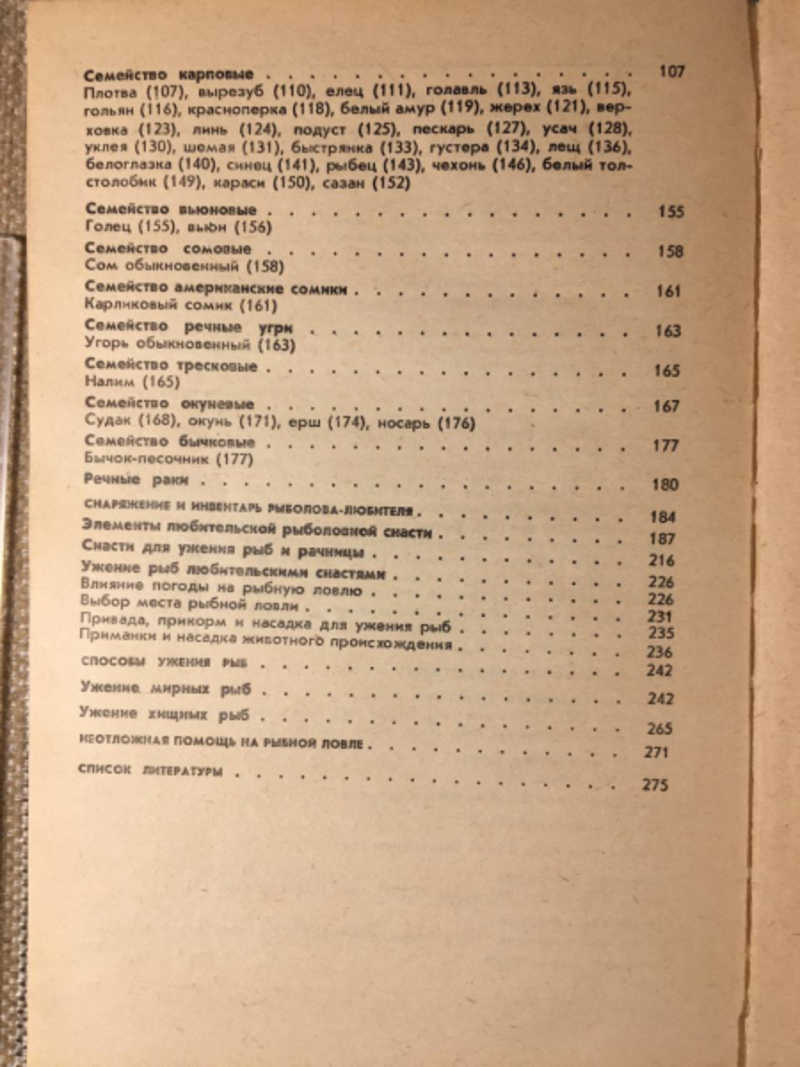 Семейство карповые . . . . . . . . . . . . . . . . . 107
Плотва (107), вырезуб (110), елец (111), голавль (113), язь (115),
гольян (116), красноперка (118), белый амур (119), жерех (121), вер-
ховка (123), линь (124), подуст (125), пескарь (127), усач (128),
уклея (130), шемая (131), быстрянка (133), густера (134), лещ (136),
белоглазка (140), синец (141), рыбец (143), чехонь (146), белый тол-
столобик (149), караси (150), сазан (152)
Семейство вьюновые . . . . . . . . . . . . . . . . . 155
Голец (155), вьюн (156)
Семейство сомовые . . . . . . . . . . . . . . . . . 158
Сом обыкновенный (158)
Семейство американские сомики . . . . . . . . . . . . . 161
Карликовый сомик (161)
Семейство речные угри . . . . . . . . . . . . . . . 163
Угорь обыкновенный (163)
Семейство тресковые . . . . . . . . . . . . . . . . . 165
Налим (165)
Семейство окуневые . . . . . . . . . . . . . . . . . 167
Судак (168), окунь (171), ерш (174), носарь (176)
Семейство бычковые . . . . . . . . . . . . . . . . . 177
Бычок-песочник (177)
Речные раки . . . . . . . . . . . . . . . . . . . . 180
СНАРЯЖЕНИЕ И ИНВЕНТАРЬ РЫБОЛОВА-ЛЮБИТЕЛЯ . . . . . . . . . . 184
Элементы любительской рыболовной снасти . . . . . . . . . 187
Снасти для ужения рыб и рачницы . . . . . . . . . . . . 216
Ужение рыб любительскими снастями . . . . . . . . . . . 226
Влияние погоды на рыбную ловлю . . . . . . . . . . . . 226
Выбор места рыбной ловли . . . . . . . . . . . . . . . 231
Привада, прикорм и насадка для ужения рыб . . . . . . . . 235
Приманки и насадка животного происхождения . . . . . . . . 236
СПОСОБЫ УЖЕНИЯ РЫБ . . . . . . . . . . . . . . . . . 242
Ужение мирных рыб . . . . . . . . . . . . . . . . . 242
Ужение хищных рыб . . . . . . . . . . . . . . . . . 265
НЕОТЛОЖНАЯ ПОМОЩЬ НА РЫБНОЙ ЛОВЛЕ . . . . . . . . . . . . 271
СПИСОК ЛИТЕРАТУРЫ . . . . . . . . . . . . . . . . . . 275